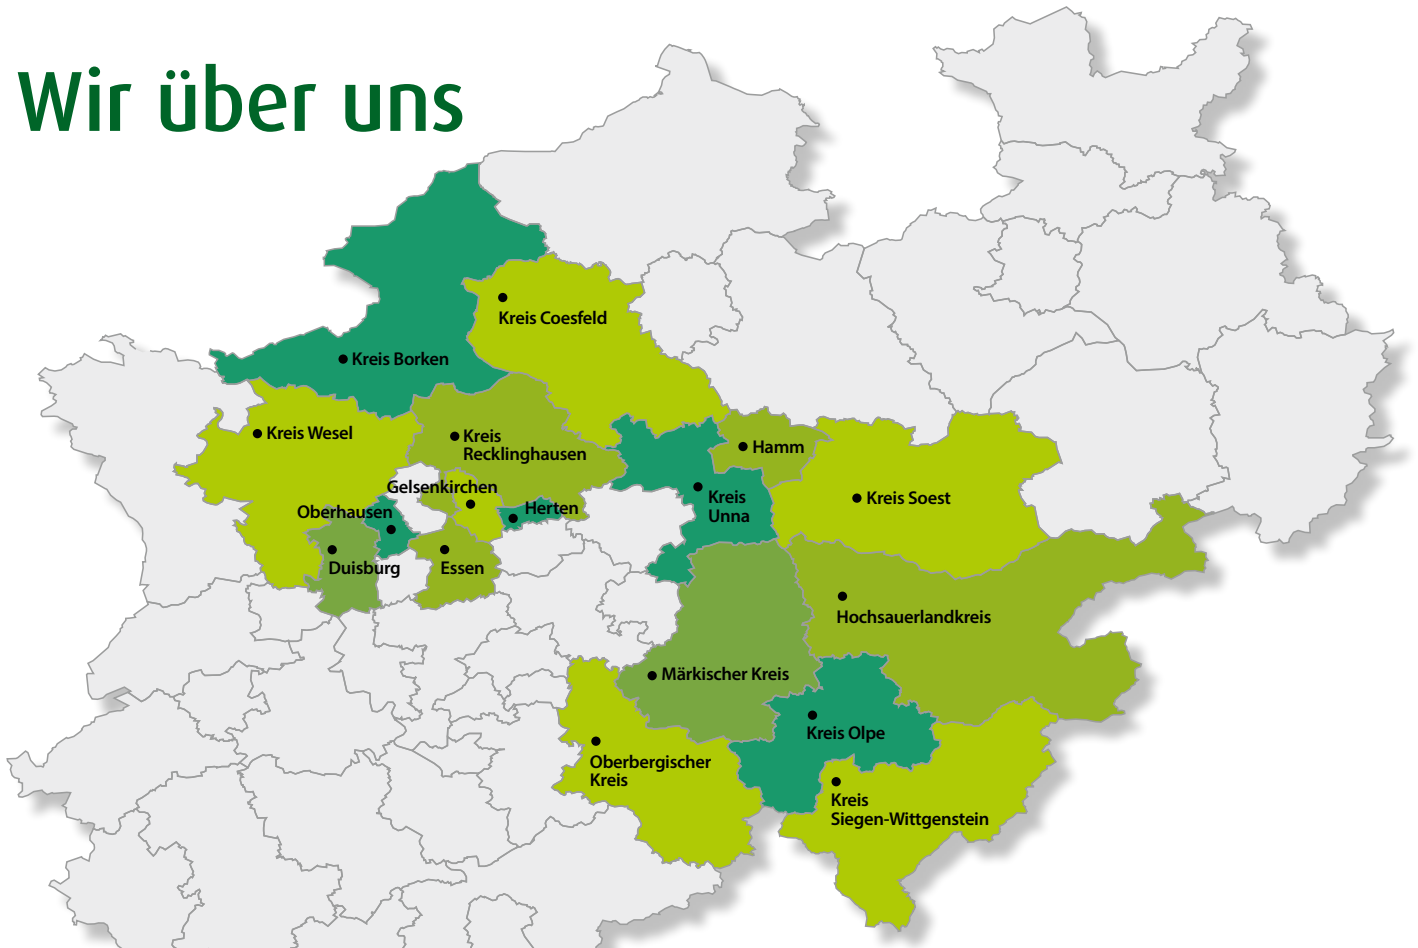 Wir über uns
Kreis Coesfeld
Kreis Borken
Kreis Wesel
Kreis
Recklinghausen
Hamm
Gelsenkirchen
Kreis
Unna
Kreis Soest
Oberhausen
Herten
Duisburg
Essen
Hochsauerlandkreis
Märkischer Kreis
Kreis Olpe
Oberbergischer
Kreis
Kreis
Siegen-Wittgenstein